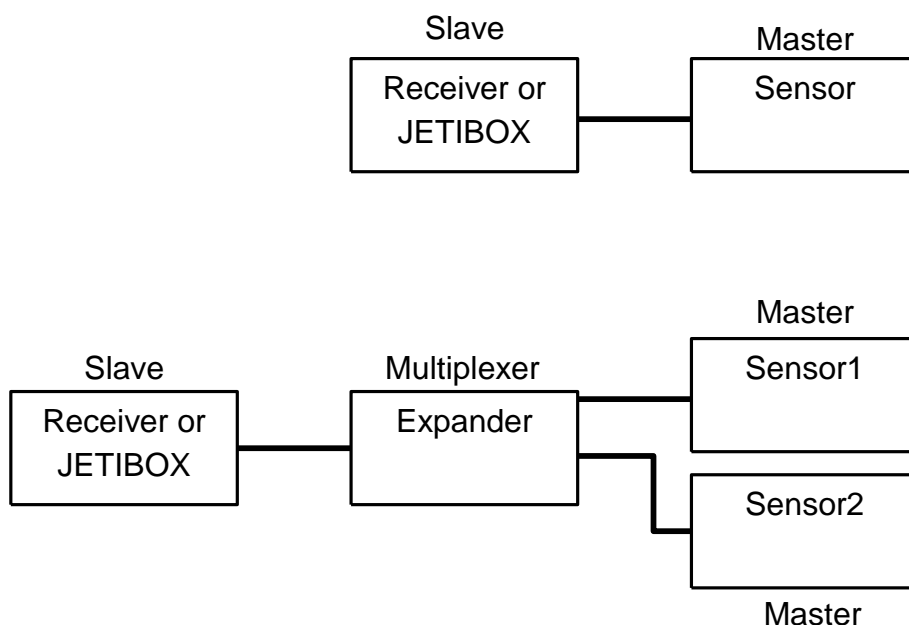 Slave
Master
Receiver or
JETIBOX
Sensor
Master
Slave
Multiplexer
Sensor1
Receiver or
JETIBOX
Expander
Sensor2
Master